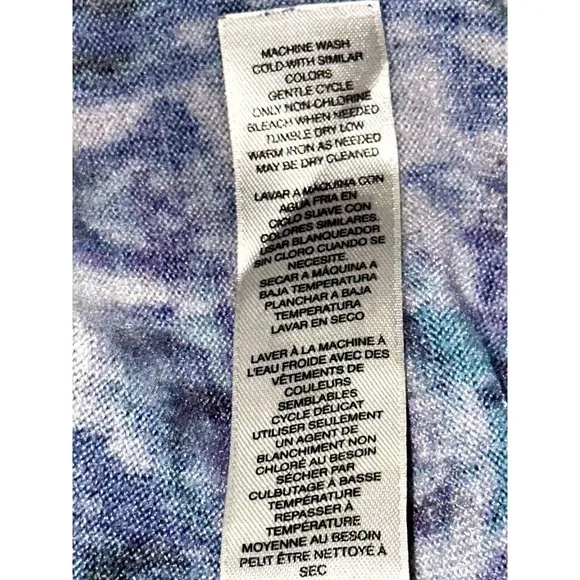 MACHINE WASH
COLD-WITH SIMILAR
COLORS
GENTLE CYCLE
ONLY NON-CHLORINE
BLEACH WHEN NEEDED
TUMBLE DRY LOW
WARM IRON AS NEEDED
MAY BE DRY CLEANED
LAVAR A MÁQUINA CON
AGUA FRIA EN
CICLO SUAVE CON
COLORES SIMILARES.
USAR BLANQUEADOR
SIN CLORO CUANDO SE
NECESITE.
SECAR A MÁQUINA A
BAJA TEMPERATURA
PLANCHAR A BAJA
TEMPERATURA
LAVAR EN SECO
LAVER À LA MACHINE À
L'EAU FROIDE AVEC DES
VÊTEMENTS DE
COULEURS
SEMBLABLES
CYCLE DÉLICAT
UTILISER SEULEMENT
UN AGENT DE
BLANCHIMENT NON
CHLORÉ AU BESOIN
SÉCHER PAR
CULBUTAGE À BASSE
TEMPÉRATURE
REPASSER À
TEMPÉRATURE
MOYENNE AU BESOIN
PEUT ÊTRE NETTOYÉ À
SEC